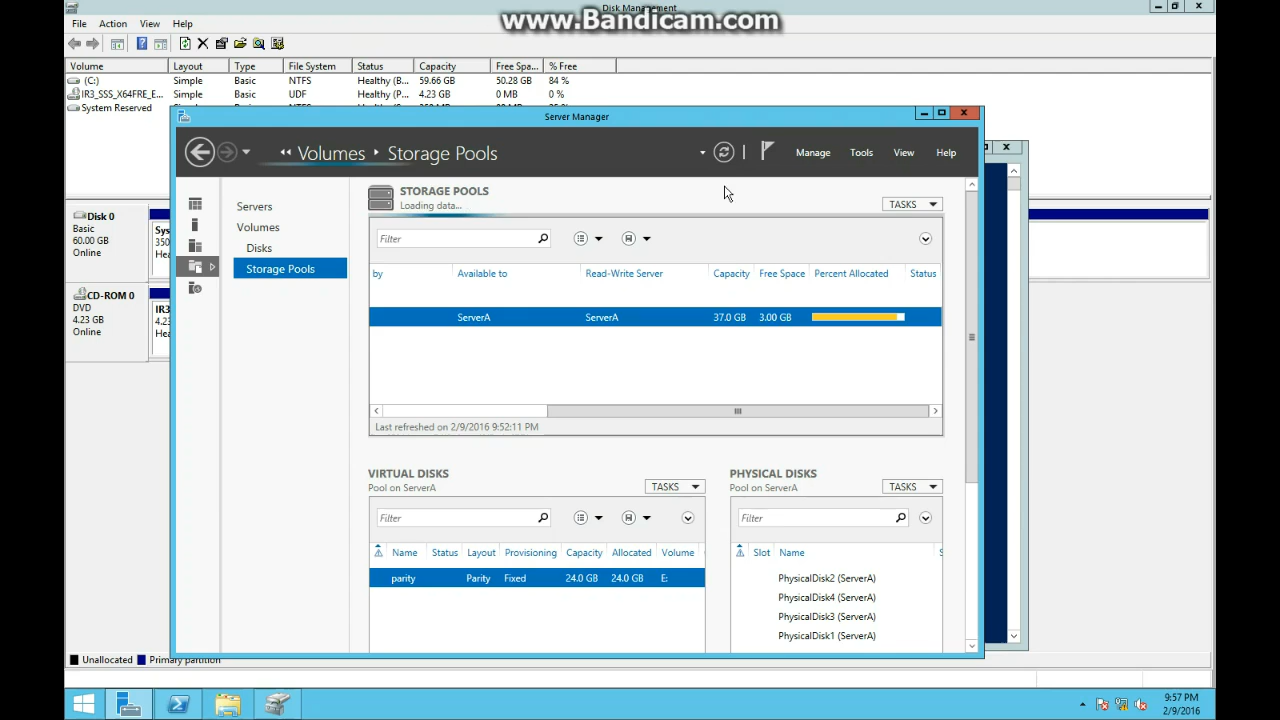 Disk Management
www.Bandicam.com
File Action View Help
Volume Layout Type File System Status Capacity Free Spa... % Free
(C:) Simple Basic NTFS Healthy (B... 59.66 GB 50.28 GB 84 %
IR3_SSS_X64FRE_E... Simple Basic UDF Healthy (P... 4.23 GB 0 MB 0 %
System Reserved
Server Manager
Volumes Storage Pools
Manage Tools View Help
Servers
Volumes
Disks
Storage Pools
STORAGE POOLS
Loading data...
TASKS
Filter
by Available to Read-Write Server Capacity Free Space Percent Allocated Status
ServerA ServerA 37.0 GB 3.00 GB
Last refreshed on 2/9/2016 9:52:11 PM
VIRTUAL DISKS
Pool on ServerA
TASKS
Filter
Name Status Layout Provisioning Capacity Allocated Volume
parity Parity Fixed 24.0 GB 24.0 GB E:
PHYSICAL DISKS
Pool on ServerA
TASKS
Filter
Slot Name
PhysicalDisk2 (ServerA)
PhysicalDisk4 (ServerA)
PhysicalDisk3 (ServerA)
PhysicalDisk1 (ServerA)
Disk 0
Basic
60.00 GB
Online
Sys
350
Hea
CD-ROM 0
DVD
4.23 GB
Online
IR3
4.23
Hea
Unallocated Primary partition
9:57 PM
2/9/2016